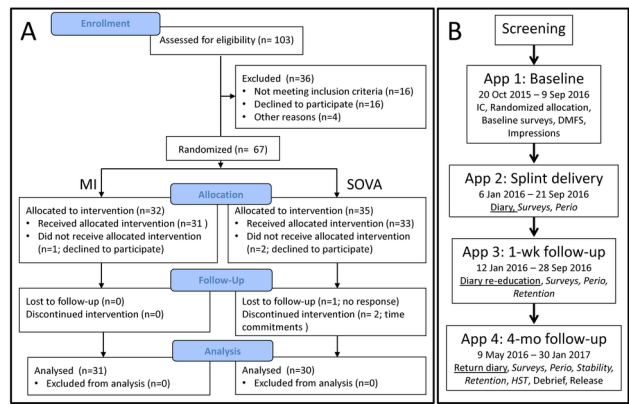 A
Enrollment
Assessed for eligibility (n= 103)
Excluded (n=36)
• Not meeting inclusion criteria (n=16)
• Declined to participate (n=16)
• Other reasons (n=4)
Randomized (n= 67)
MI
SOVA
Allocation
Allocated to intervention (n=32)
• Received allocated intervention (n=31 )
• Did not receive allocated intervention
(n=1; declined to participate)
Allocated to intervention (n=35)
• Received allocated intervention (n=33)
• Did not receive allocated intervention
(n=2; declined to participate)
Follow-Up
Lost to follow-up (n=0)
Discontinued intervention (n=0)
Lost to follow-up (n=1; no response)
Discontinued intervention (n= 2; time
commitments )
Analysis
Analysed (n=31)
• Excluded from analysis (n=0)
Analysed (n=30)
• Excluded from analysis (n=0)
B
Screening
App 1: Baseline
20 Oct 2015 – 9 Sep 2016
IC, Randomized allocation,
Baseline surveys, DMFS,
Impressions
App 2: Splint delivery
6 Jan 2016 – 21 Sep 2016
Diary, Surveys, Perio
App 3: 1-wk follow-up
12 Jan 2016 – 28 Sep 2016
Diary re-education, Surveys, Perio,
Retention
App 4: 4-mo follow-up
9 May 2016 – 30 Jan 2017
Return diary, Surveys, Perio, Stability,
Retention, HST, Debrief, Release